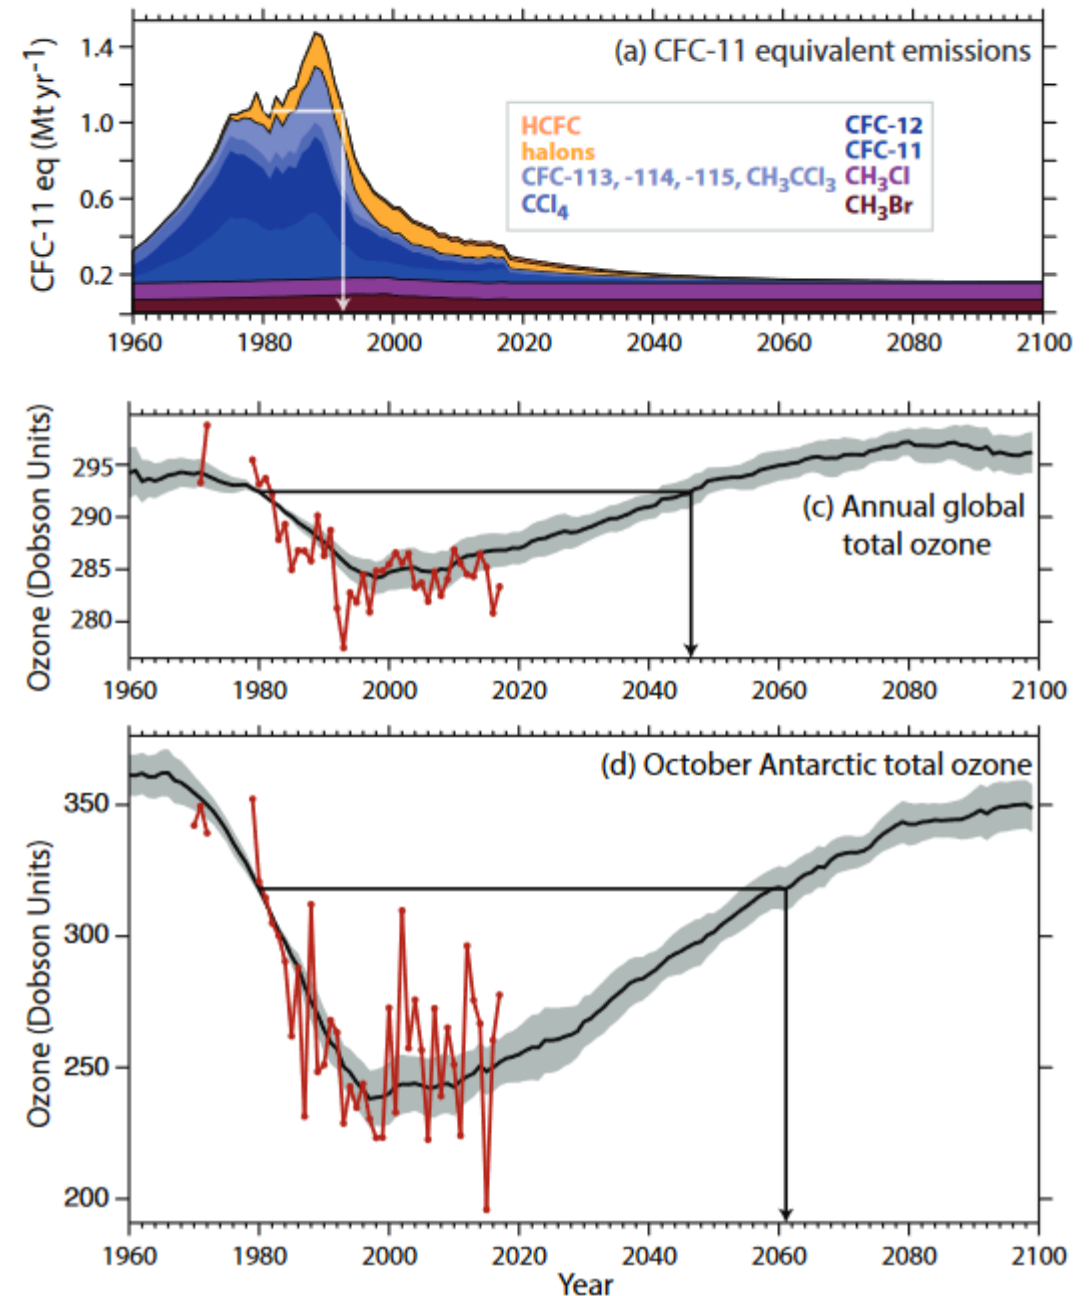 (a) CFC-11 equivalent emissions
CFC-11 eq (Mt yr⁻¹)
1.4
1.0
0.6
0.2
HCFC
halons
CFC-113, -114, -115, CH₃CCl₃
CCl₄
CFC-12
CFC-11
CH₃Cl
CH₃Br
1960 1980 2000 2020 2040 2060 2080 2100
Ozone (Dobson Units)
295
290
285
280
(c) Annual global
total ozone
1960 1980 2000 2020 2040 2060 2080 2100
(d) October Antarctic total ozone
Ozone (Dobson Units)
350
300
250
200
1960 1980 2000 2020 2040 2060 2080 2100
Year